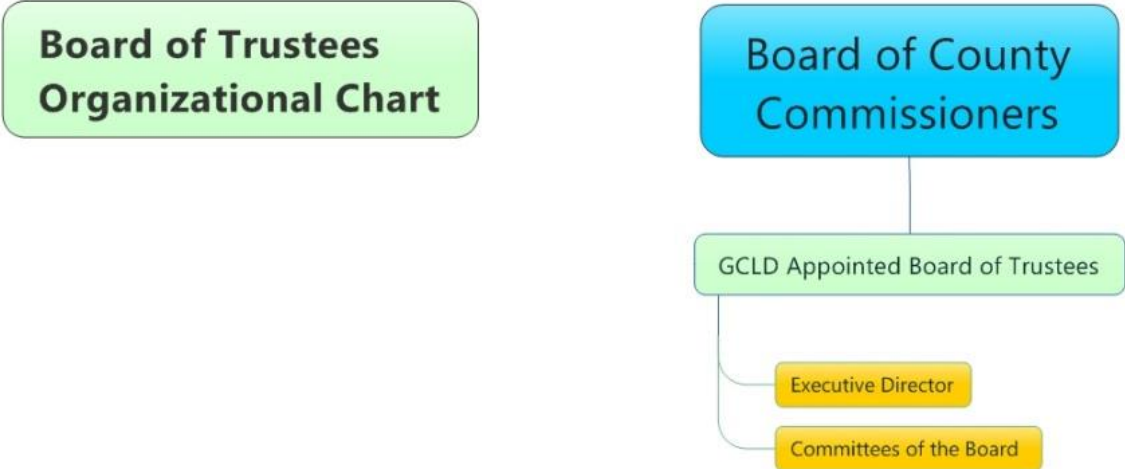 Board of Trustees
Organizational Chart
Board of County
Commissioners
GCLD Appointed Board of Trustees
Executive Director
Committees of the Board